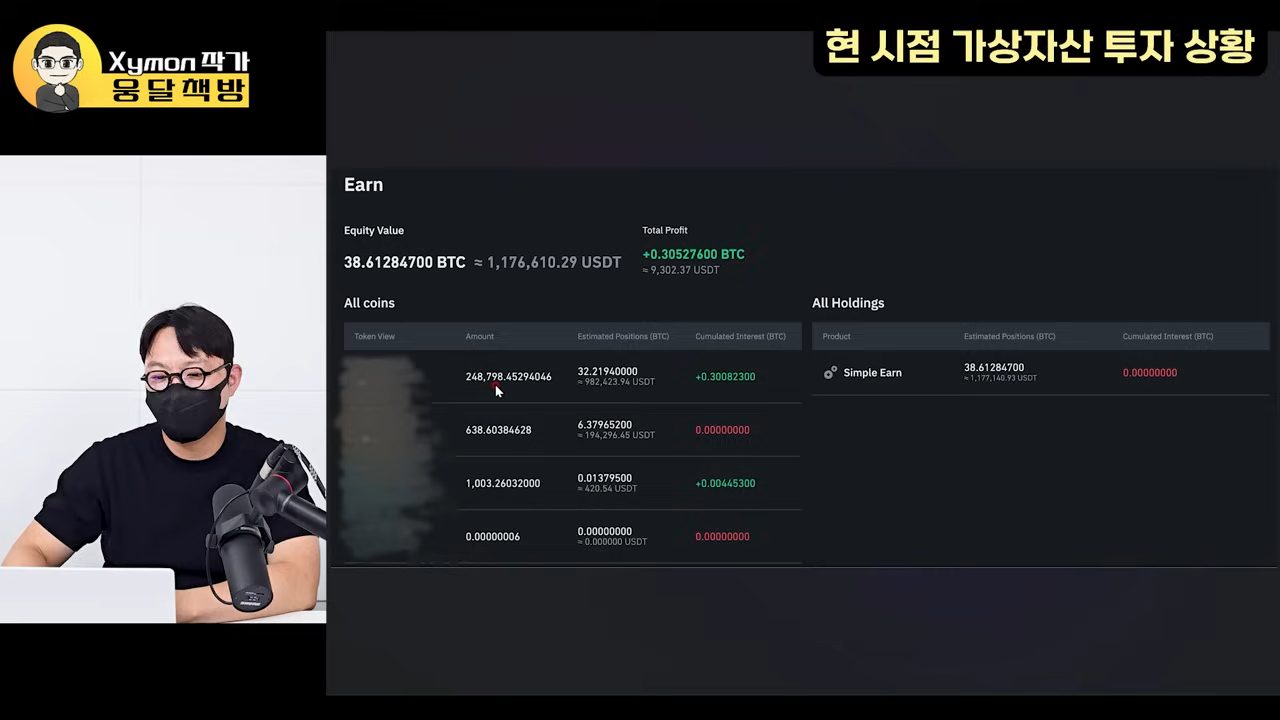 Xymon 작가
웅달책방
현 시점 가상자산 투자 상황
Earn
Equity Value
38.61284700 BTC ≈ 1,176,610.29 USDT
Total Profit
+0.30527600 BTC
≈ 9,302.37 USDT
All coins
Token View Amount Estimated Positions (BTC) Cumulated Interest (BTC)
248,798.45294046 32.21940000 +0.30082300
≈ 982,423.94 USDT
638.60384628 6.37965200 0.00000000
≈ 194,296.45 USDT
1,003.26032000 0.01379500 +0.00445300
≈ 420.54 USDT
0.00000006 0.00000000 0.00000000
≈ 0.000000 USDT
All Holdings
Product Estimated Positions (BTC) Cumulated Interest (BTC)
Simple Earn 38.61284700 0.00000000
≈ 1,177,140.93 USDT